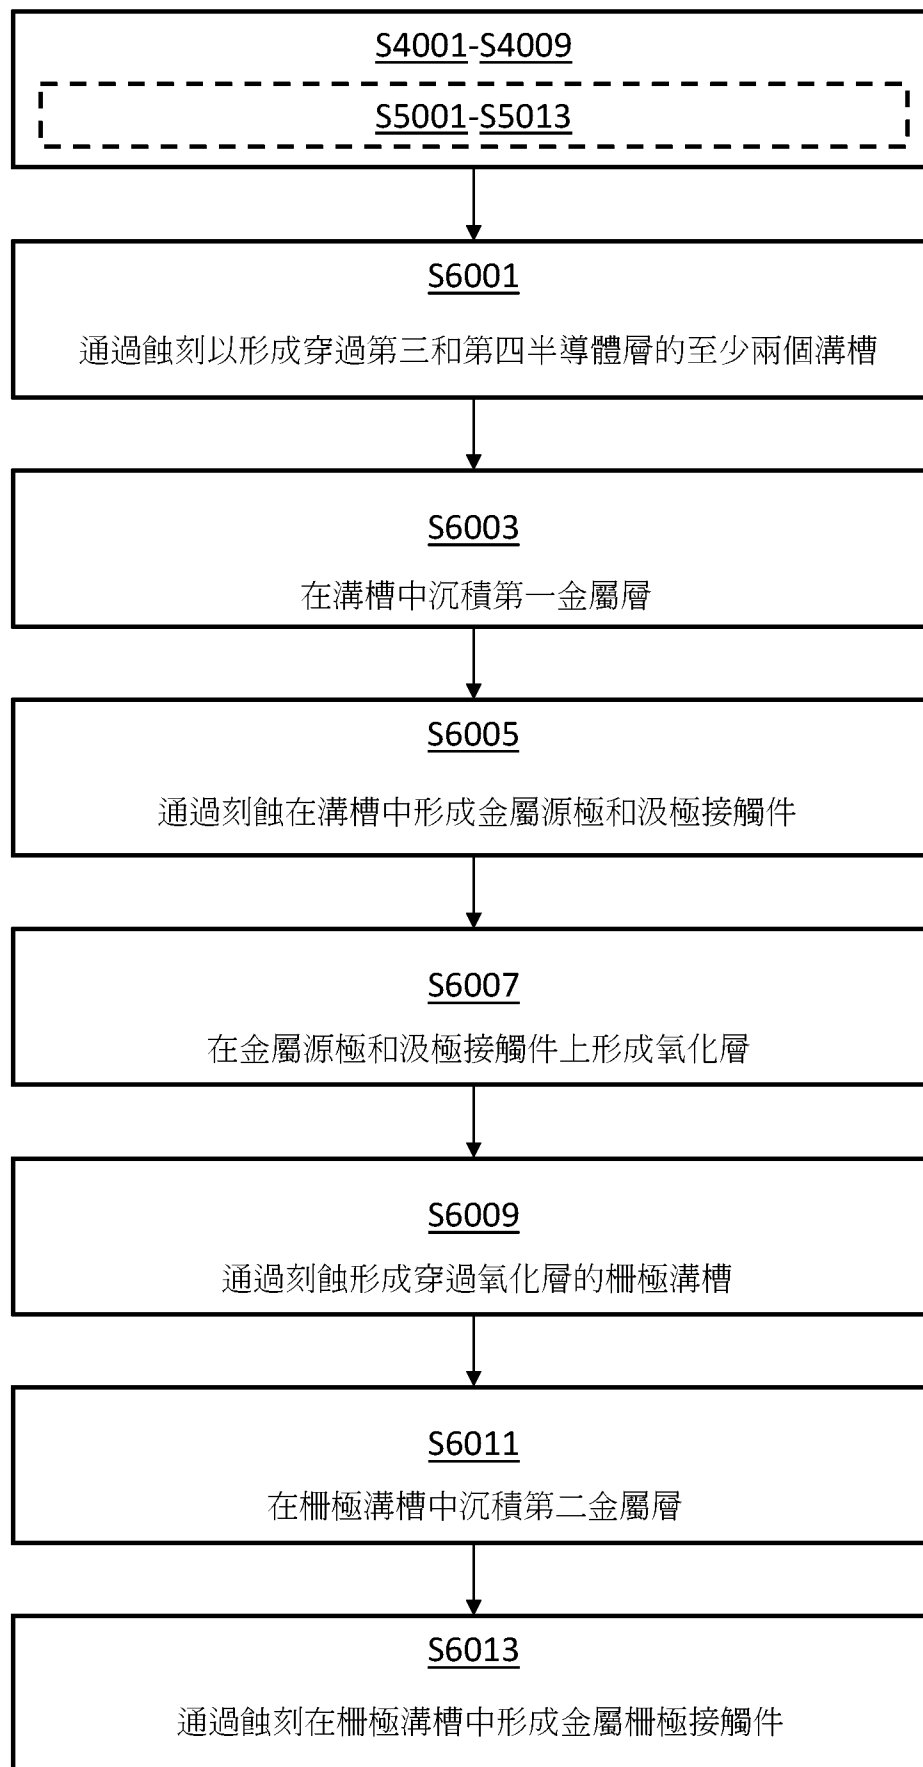 S4001-S4009
S5001-S5013
S6001
通過蝕刻以形成穿過第三和第四半導體層的至少兩個溝槽
S6003
在溝槽中沉積第一金屬層
S6005
通過刻蝕在溝槽中形成金屬源極和汲極接觸件
S6007
在金屬源極和汲極接觸件上形成氧化層
S6009
通過刻蝕形成穿過氧化層的柵極溝槽
S6011
在柵極溝槽中沉積第二金屬層
S6013
通過蝕刻在柵極溝槽中形成金屬柵極接觸件